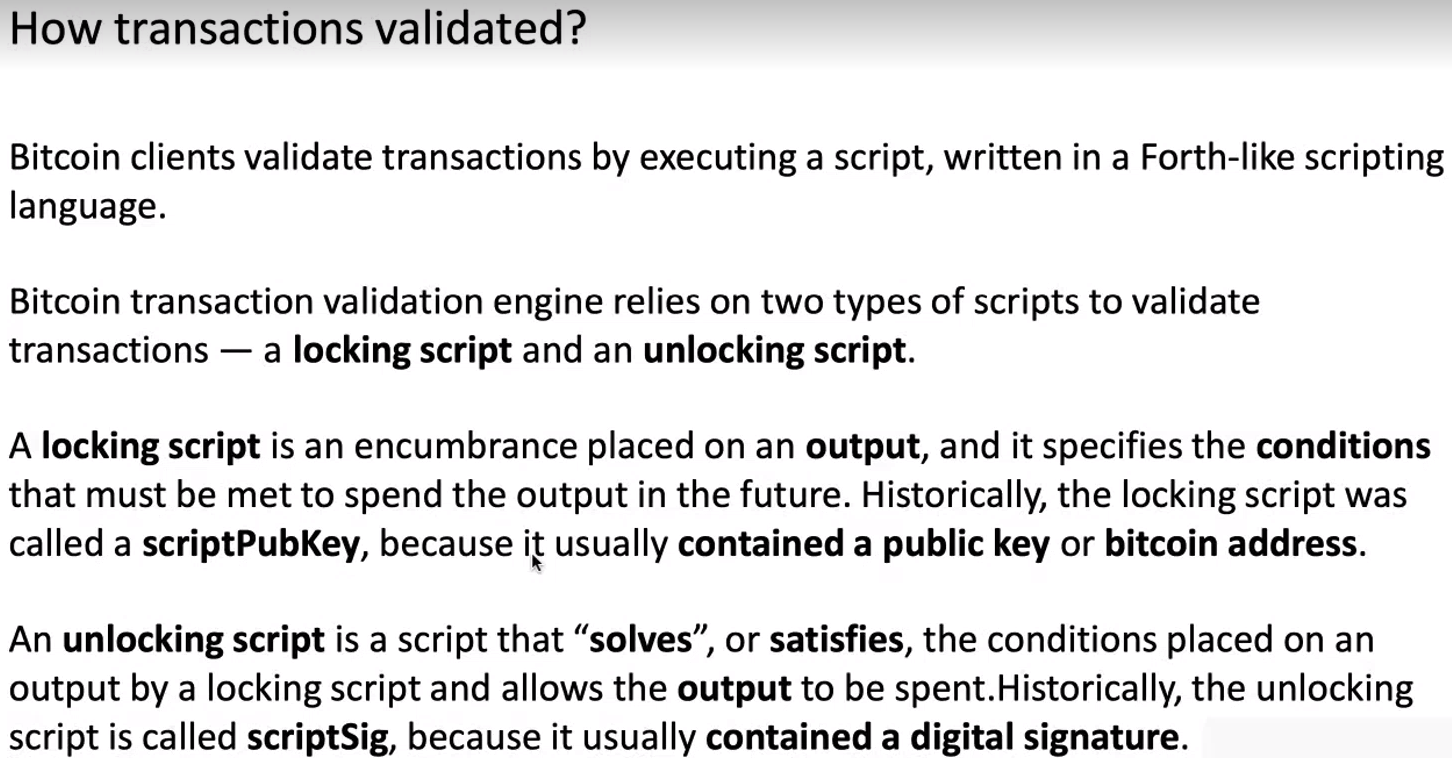 How transactions validated?
Bitcoin clients validate transactions by executing a script, written in a Forth-like scripting
language.
Bitcoin transaction validation engine relies on two types of scripts to validate
transactions — a locking script and an unlocking script.
A locking script is an encumbrance placed on an output, and it specifies the conditions
that must be met to spend the output in the future. Historically, the locking script was
called a scriptPubKey, because it usually contained a public key or bitcoin address.
An unlocking script is a script that “solves”, or satisfies, the conditions placed on an
output by a locking script and allows the output to be spent.Historically, the unlocking
script is called scriptSig, because it usually contained a digital signature.